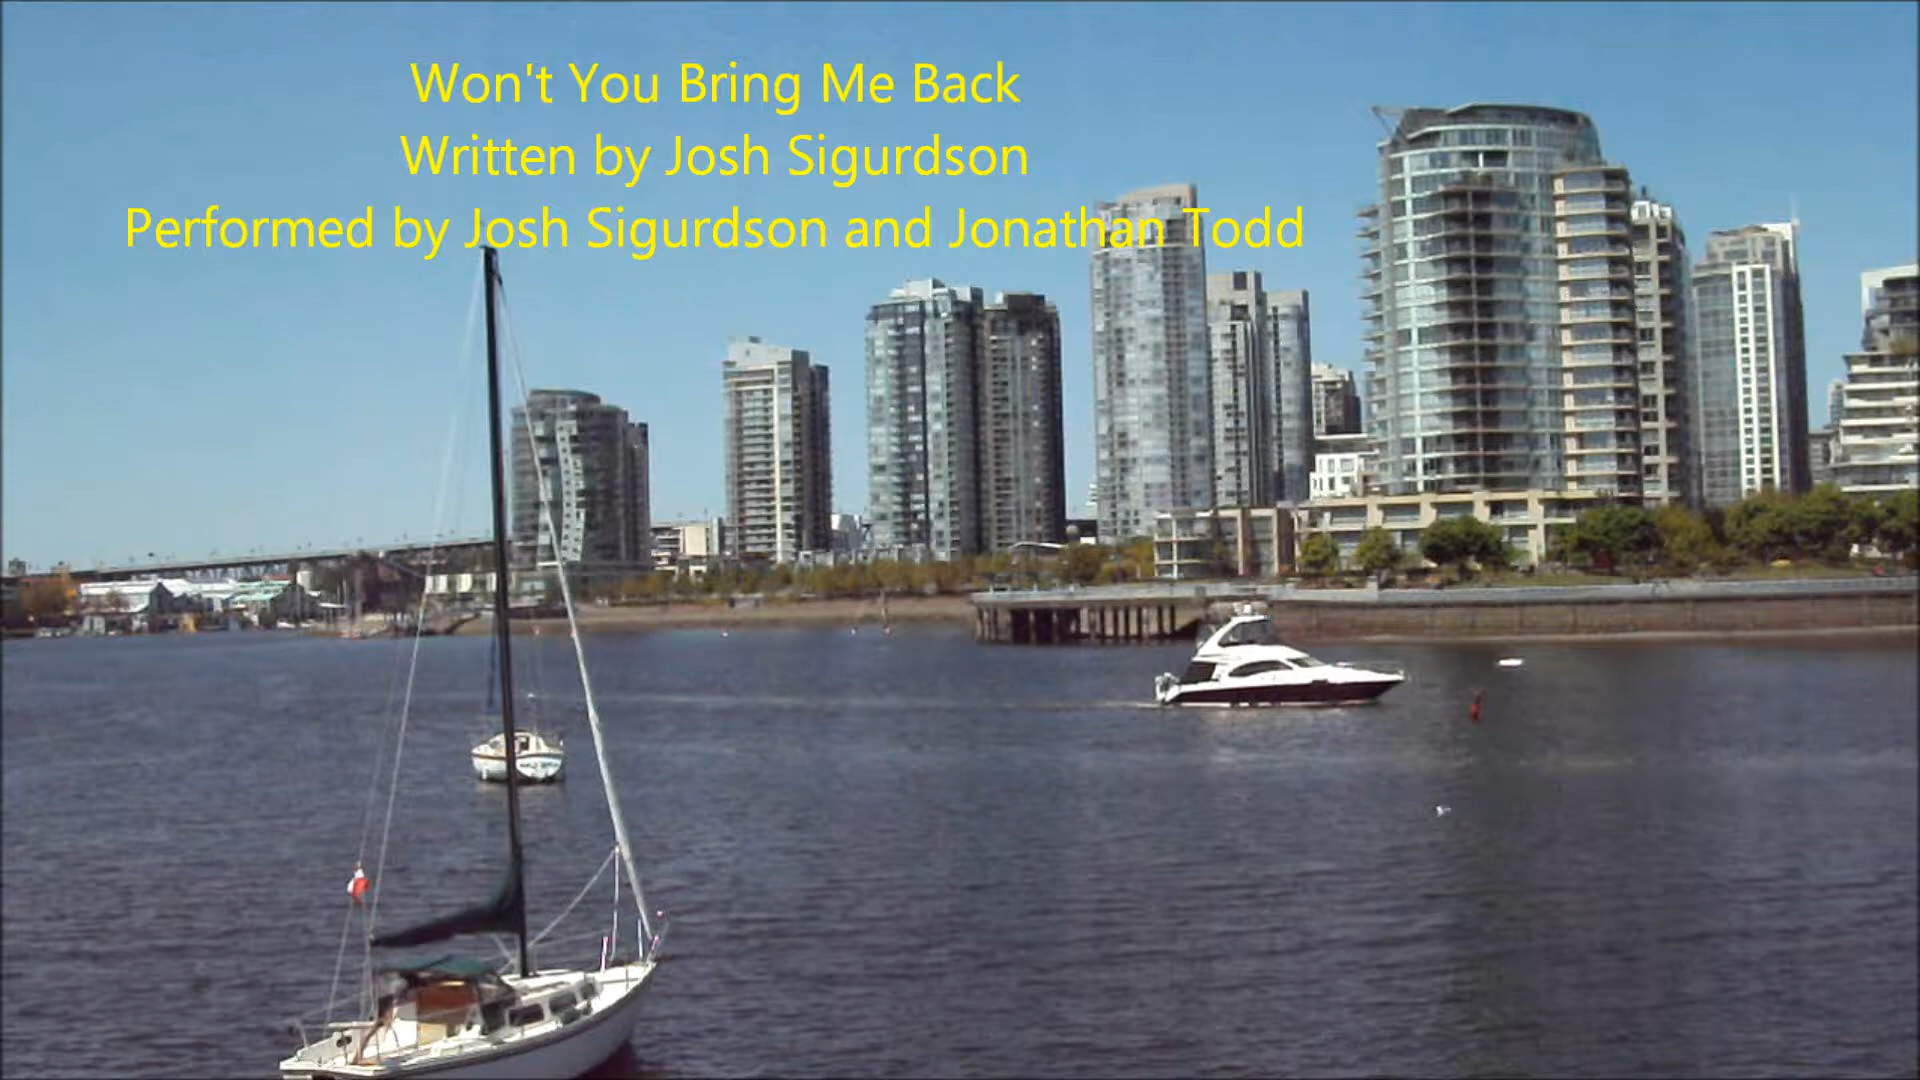 Won't You Bring Me Back
Written by Josh Sigurdson
Performed by Josh Sigurdson and Jonathan Todd